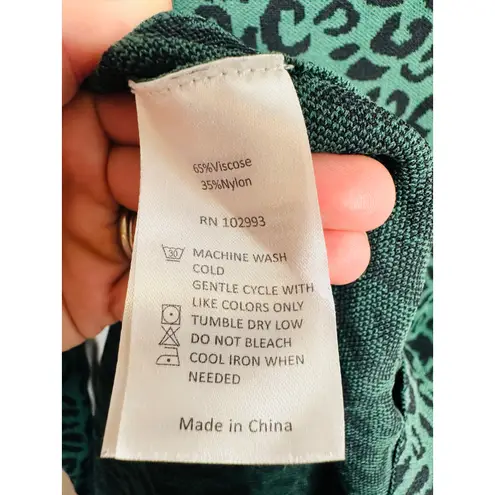 65%Viscose
35%Nylon
RN 102993
30 MACHINE WASH
COLD
GENTLE CYCLE WITH
LIKE COLORS ONLY
TUMBLE DRY LOW
DO NOT BLEACH
COOL IRON WHEN
NEEDED
Made in China